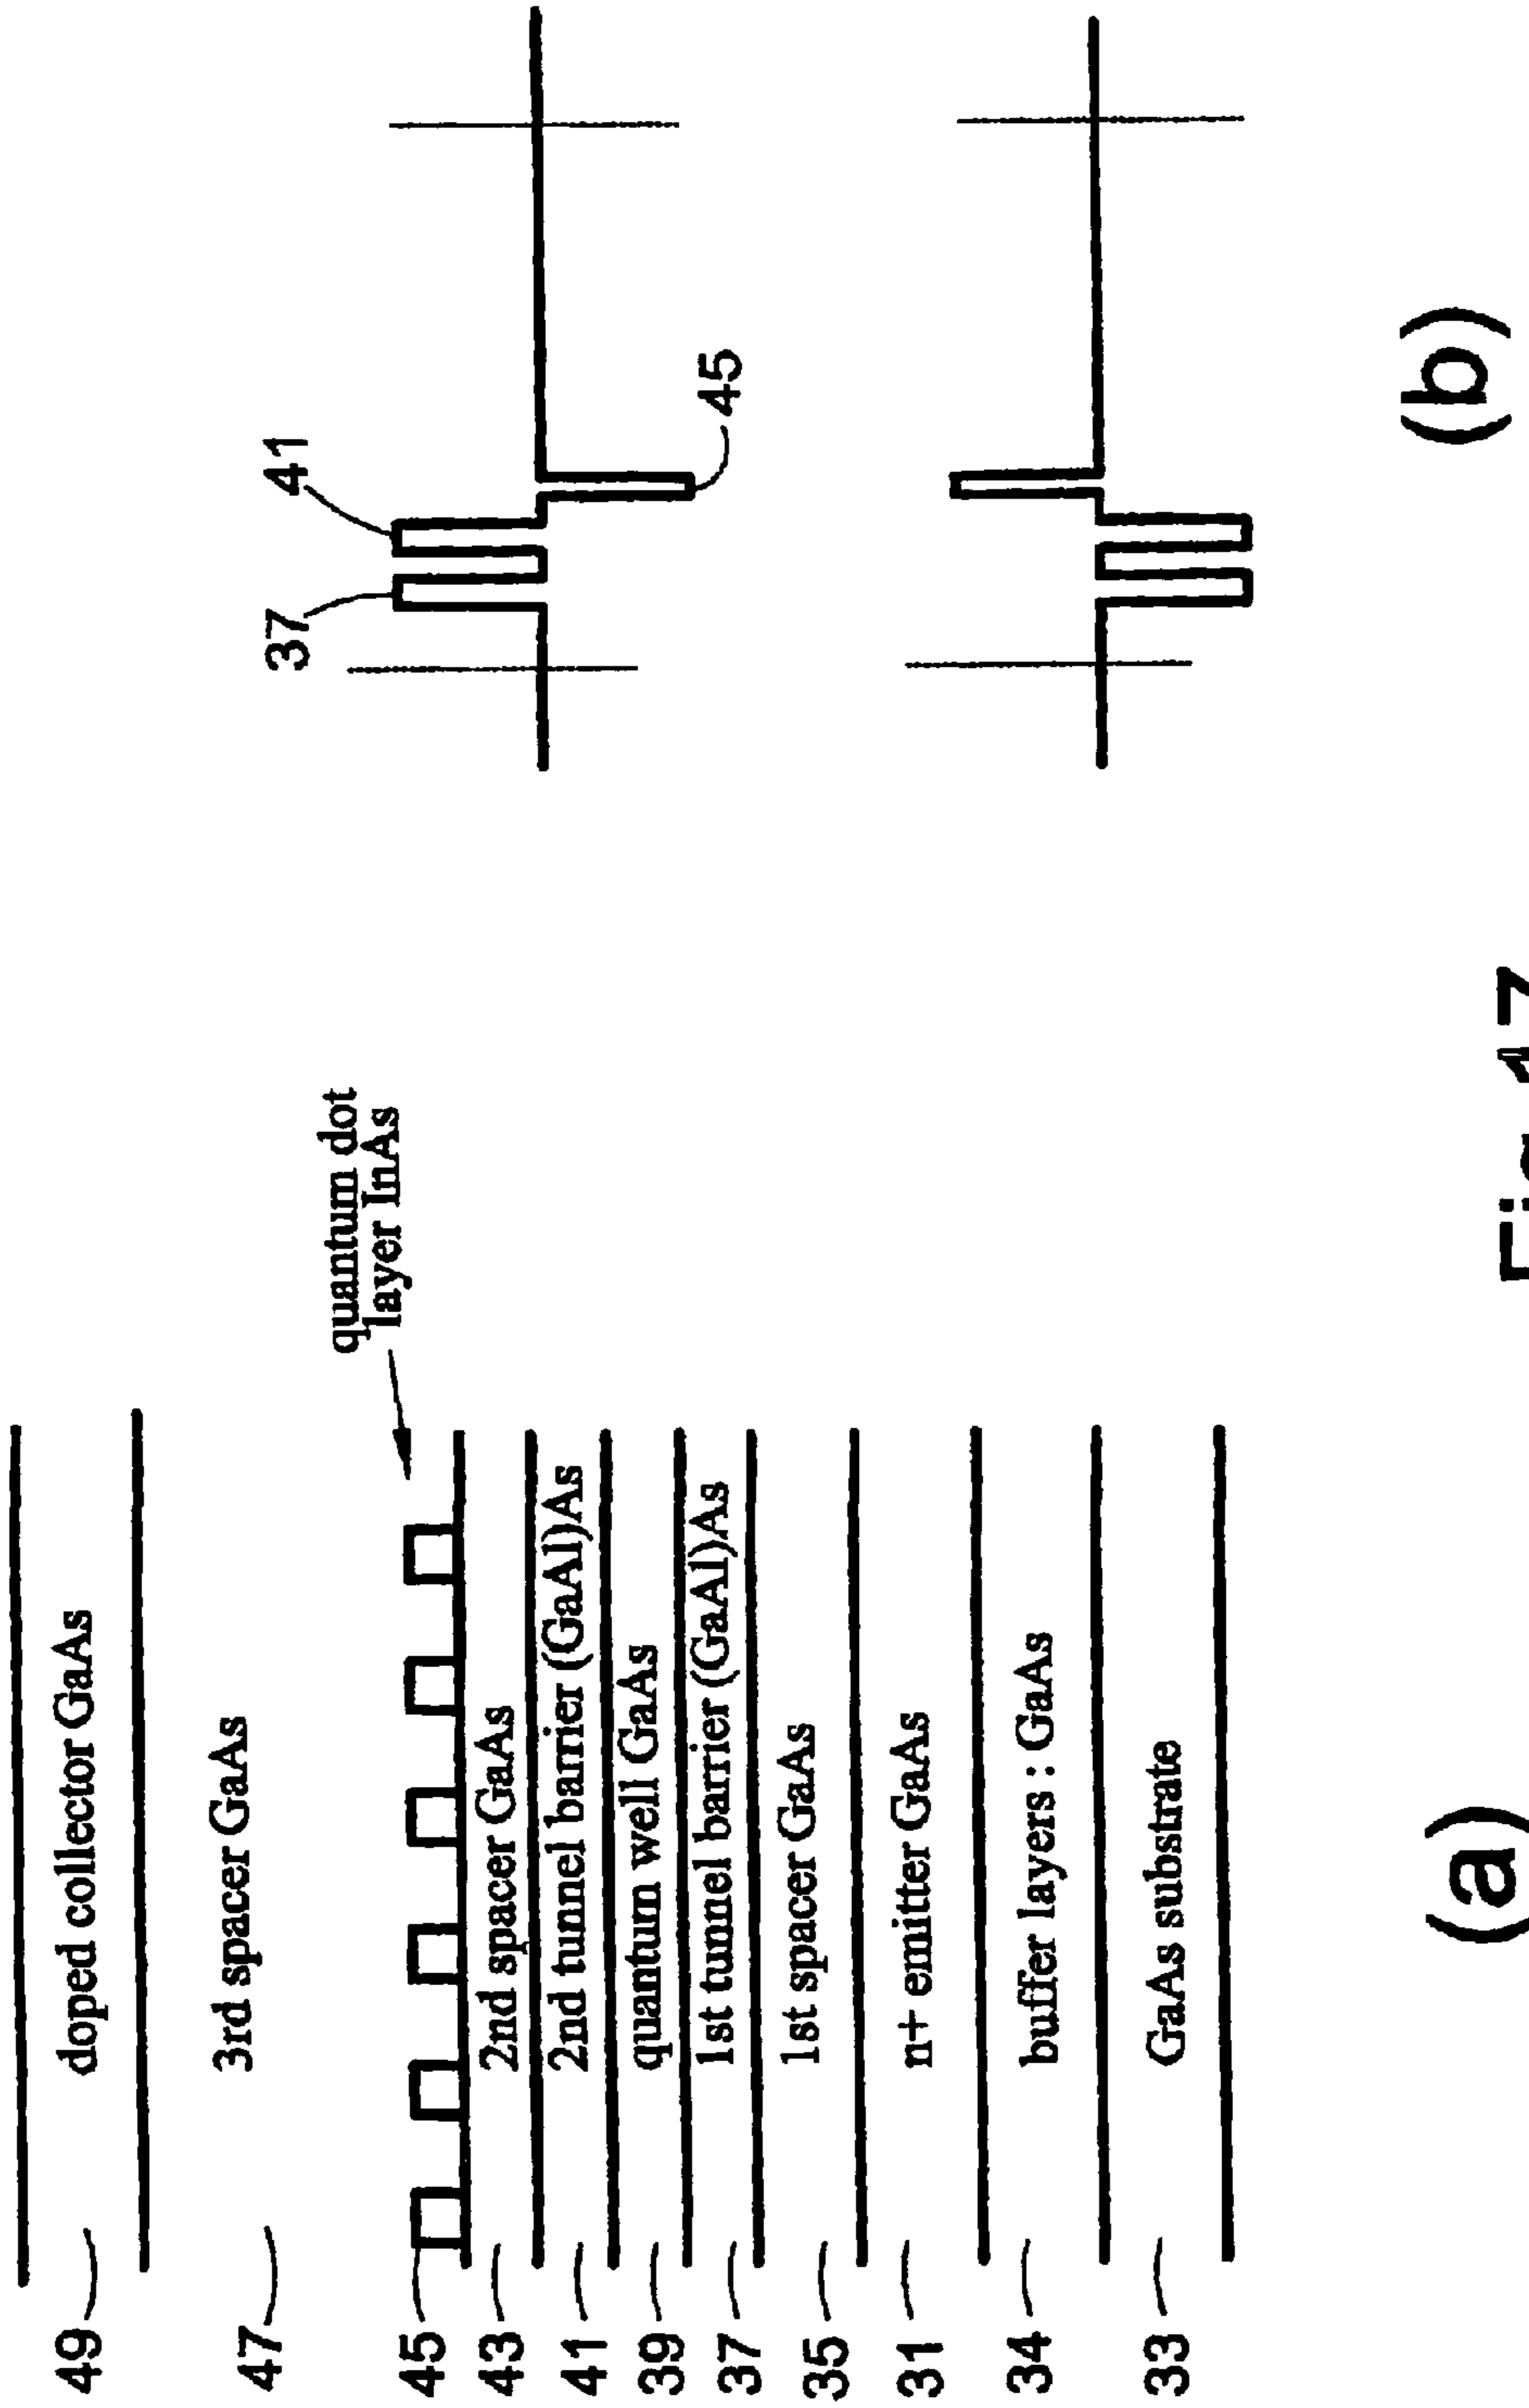 49
doped collector GaAs
47
3rd spacer GaAs
quantum dot
layer InAs
45
43
2nd spacer GaAs
41
2nd tunnel barrier (GaAl)As
39
quantum well GaAs
37
1st tunnel barrier (GaAl)As
35
1st spacer GaAs
31
n+ emitter GaAs
34
buffer layers : GaAs
33
GaAs substrate
(a)
37
41
45
(b)